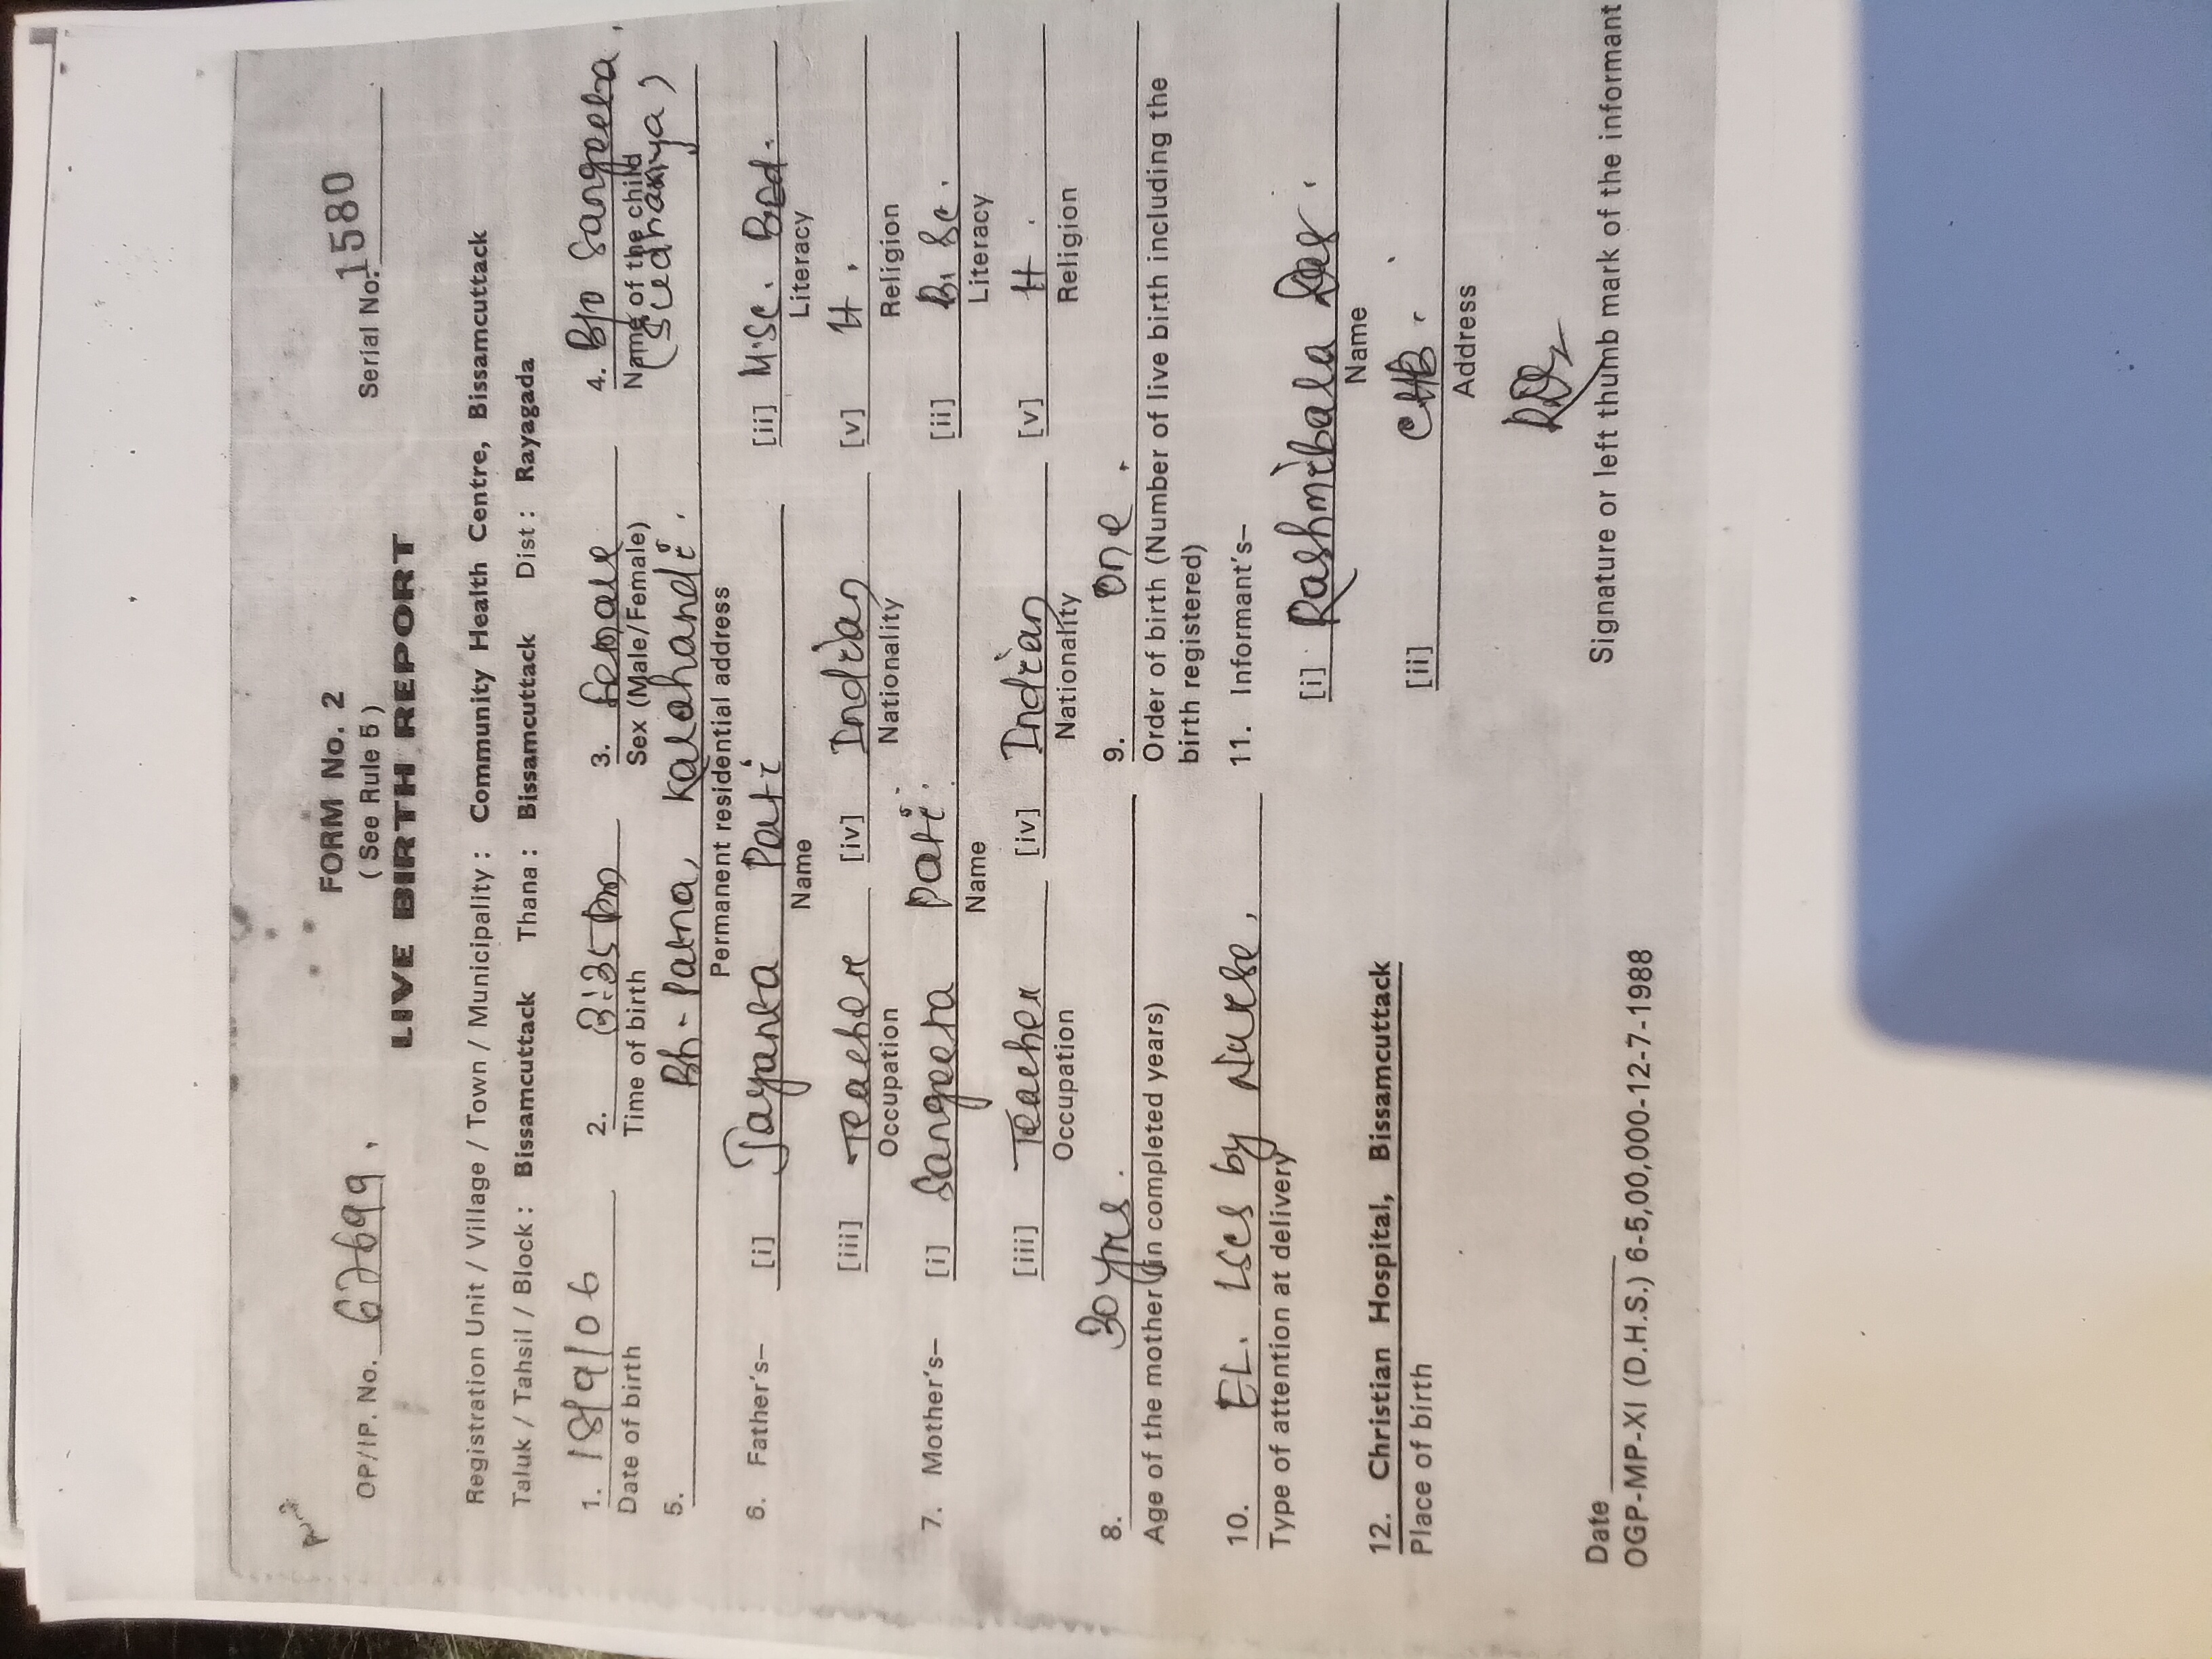 OP/IP. No. 67699.
FORM No. 2
( See Rule 5 )
Serial No. 1580
LIVE BIRTH REPORT
Registration Unit / Village / Town / Municipality : Community Health Centre, Bissamcuttack
Taluk / Tahsil / Block : Bissamcuttack Thana : Bissamcuttack Dist : Rayagada
1. 18/9/06 2. 3:35 pm 3. female 4. B/o Sangeeta,
Date of birth Time of birth Sex (Male/Female) Name of the child
5. Bh-Patna, Kalahandi.
Permanent residential address
6. Father's— [i] Jayanta Pati [ii] M.Sc. Bed.
Name Literacy
[iii] Teacher [iv] Indian [v] H.
Occupation Nationality Religion
7. Mother's— [i] Sangeeta Pati. [ii] B.Sc.
Name Literacy
[iii] Teacher [iv] Indian [v] H.
Occupation Nationality Religion
8. 30 yrs. 9. One.
Age of the mother (in completed years) Order of birth (Number of live birth including the
birth registered)
10. EL. LSCS by Nurse, 11. Informant's—
Type of attention at delivery
[i] Rashmibala
Name
12. Christian Hospital, Bissamcuttack [ii] CHB.
Place of birth Address
Date
Signature or left thumb mark of the informant
OGP-MP-XI (D.H.S.) 6-5,00,000-12-7-1988